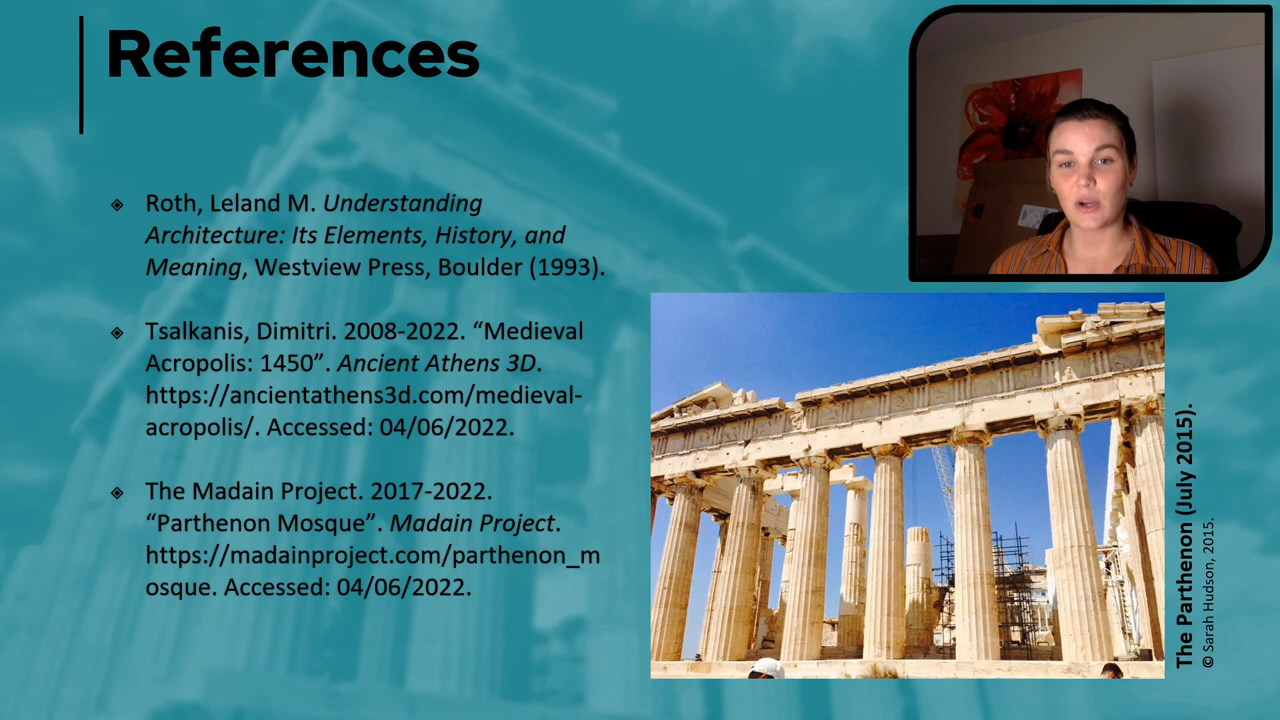 References
Roth, Leland M. Understanding
Architecture: Its Elements, History, and
Meaning, Westview Press, Boulder (1993).
Tsalkanis, Dimitri. 2008-2022. “Medieval
Acropolis: 1450”. Ancient Athens 3D.
https://ancientathens3d.com/medieval-
acropolis/. Accessed: 04/06/2022.
The Madain Project. 2017-2022.
“Parthenon Mosque”. Madain Project.
https://madainproject.com/parthenon_m
osque. Accessed: 04/06/2022.
The Parthenon (July 2015).
© Sarah Hudson, 2015.